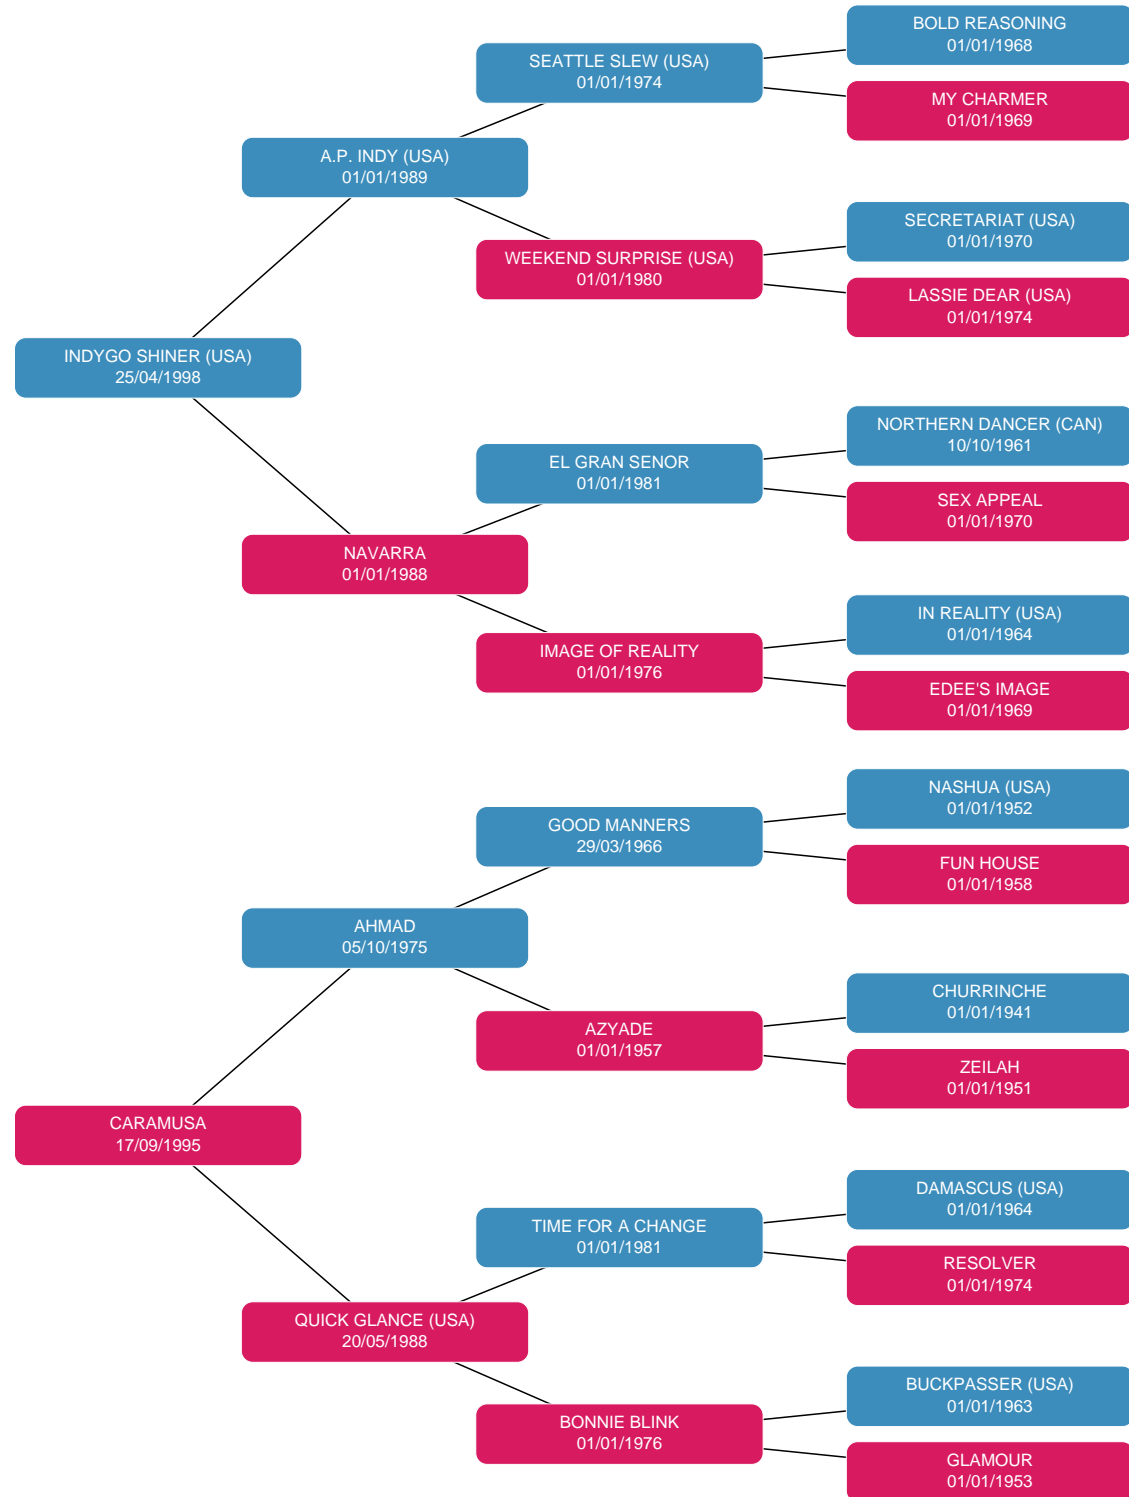 BOLD REASONING
01/01/1968
SEATTLE SLEW (USA)
01/01/1974
MY CHARMER
01/01/1969
A.P. INDY (USA)
01/01/1989
SECRETARIAT (USA)
01/01/1970
WEEKEND SURPRISE (USA)
01/01/1980
LASSIE DEAR (USA)
01/01/1974
INDYGO SHINER (USA)
25/04/1998
NORTHERN DANCER (CAN)
10/10/1961
EL GRAN SENOR
01/01/1981
SEX APPEAL
01/01/1970
NAVARRA
01/01/1988
IN REALITY (USA)
01/01/1964
IMAGE OF REALITY
01/01/1976
EDEE'S IMAGE
01/01/1969
NASHUA (USA)
01/01/1952
GOOD MANNERS
29/03/1966
FUN HOUSE
01/01/1958
AHMAD
05/10/1975
CHURRINCHE
01/01/1941
AZYADE
01/01/1957
ZEILAH
01/01/1951
CARAMUSA
17/09/1995
DAMASCUS (USA)
01/01/1964
TIME FOR A CHANGE
01/01/1981
RESOLVER
01/01/1974
QUICK GLANCE (USA)
20/05/1988
BUCKPASSER (USA)
01/01/1963
BONNIE BLINK
01/01/1976
GLAMOUR
01/01/1953